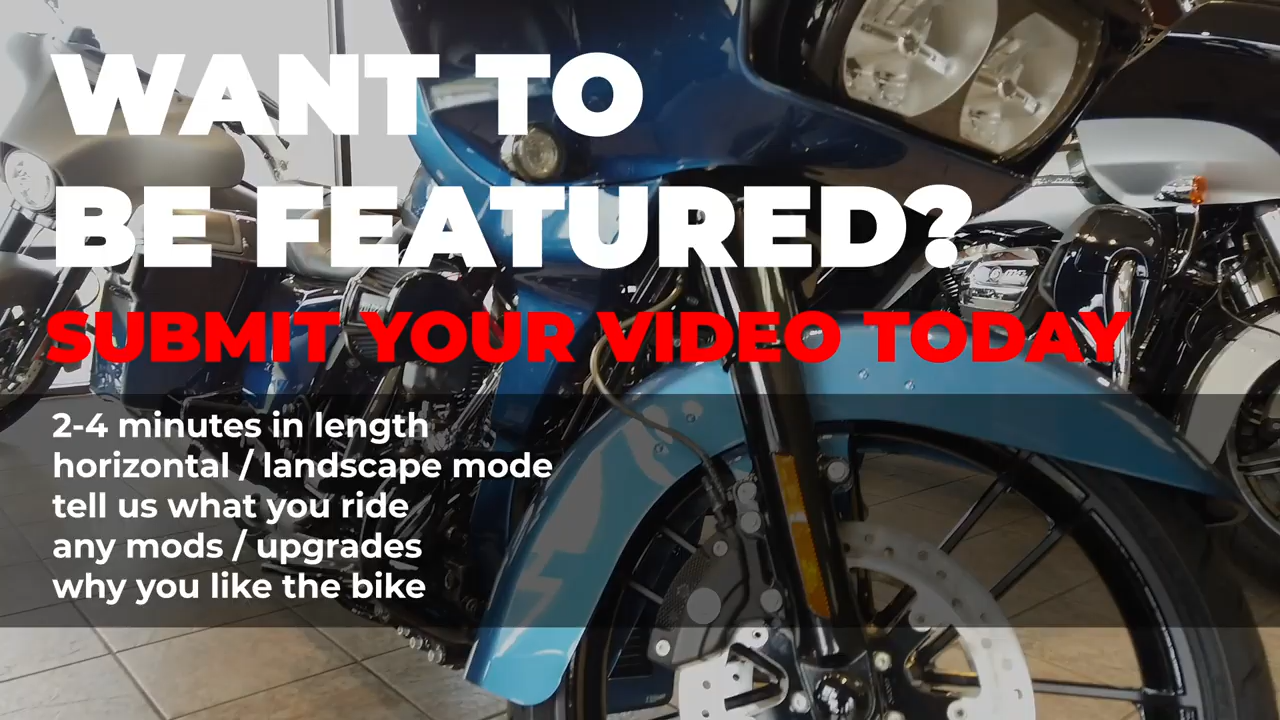 WANT TO
BE FEATURED?
SUBMIT YOUR VIDEO TODAY
2-4 minutes in length
horizontal / landscape mode
tell us what you ride
any mods / upgrades
why you like the bike